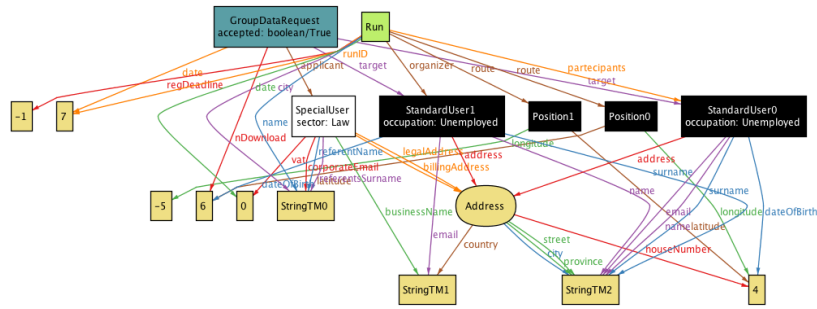 GroupDataRequest
accepted: boolean/True
Run
runID
partecipants
date
applicant
target
organizer
route
route
target
regDeadline
date
city
-1
7
name
SpecialUser
sector: Law
StandardUser1
occupation: Unemployed
Position1
Position0
StandardUser0
occupation: Unemployed
nDownload
referentName
legalAddress
longitude
vat
corporateEmail
billingAddress
address
address
surname
dateOfBirth
latitude
referentsSurname
name
surname
-5
6
0
StringTM0
Address
businessName
email
name
latitude
longitude
dateOfBirth
email
country
street
city
province
houseNumber
StringTM1
StringTM2
4